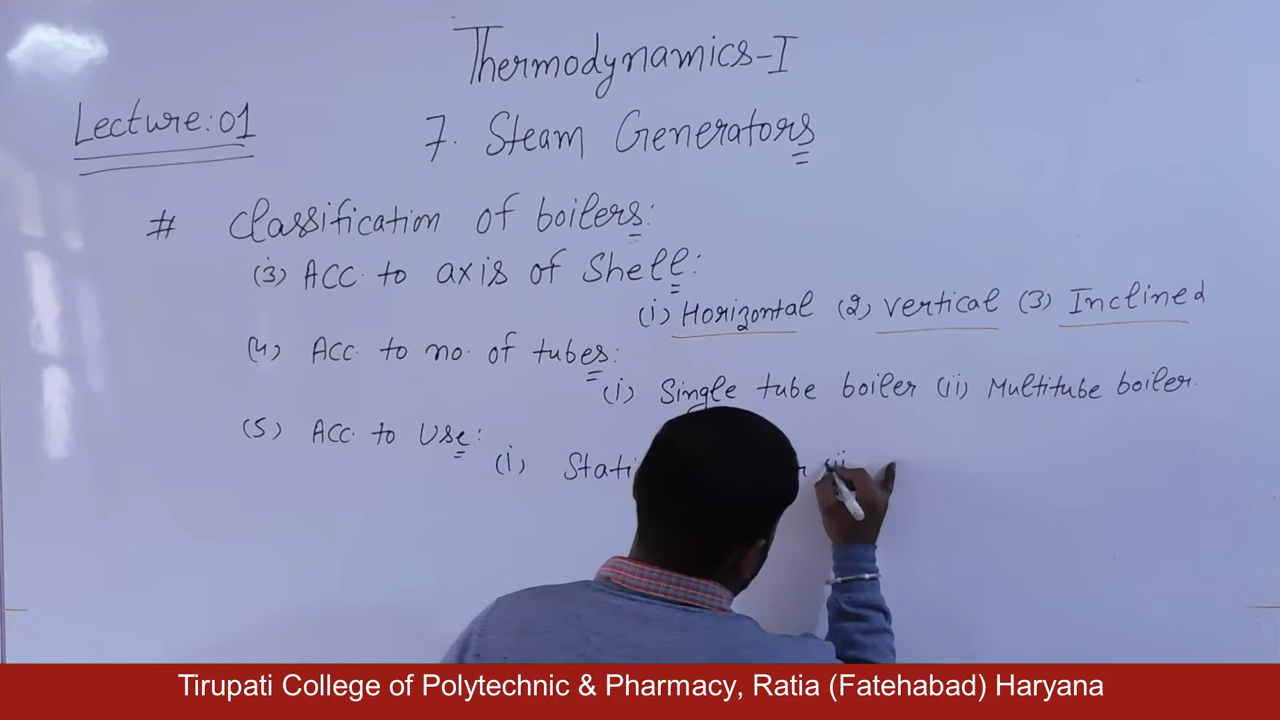 Thermodynamics-I
Lecture: 01
7. Steam Generators
# Classification of boilers:
(3) Acc. to axis of Shell:
(i) Horizontal (2) Vertical (3) Inclined
(4) Acc. to no. of tubes:
(i) Single tube boiler (ii) Multitube boiler.
(5) Acc. to Use:
(i)
Tirupati College of Polytechnic & Pharmacy, Ratia (Fatehabad) Haryana